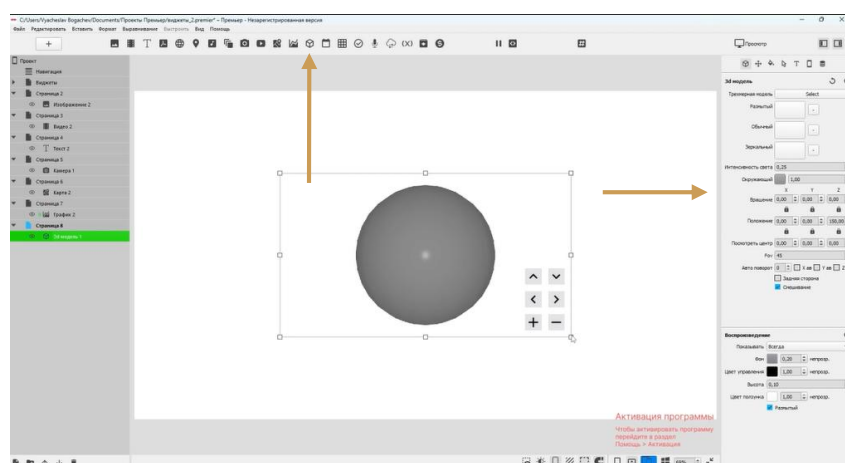 C:/Users/Vyacheslav Bogachev/Documents/Проекты Премьер/виджеты_2.premier* – Премьер - Незарегистрированная версия
Файл Редактировать Вставить Формат Выравнивание Выстроить Вид Помощь
+ T (x) Просмотр
Проект
Навигация
Виджеты
Страница 2
Изображение 2
Страница 3
Видео 2
Страница 4
T Текст 2
Страница 5
Камера 1
Страница 6
Карта 2
Страница 7
График 2
Страница 8
3d модель 1
3d модель
Трехмерная модель Select
Размытый
Обычный
Зеркальный
Интенсивность света 0,25
Окружающий 1,00
X Y Z
Вращение 0,00 0,00 0,00
Положение 0,00 0,00 100,00
Посмотреть центр 0,00 0,00 0,00
Fov 45
Авто поворот 0 X ав Y ав Z
Задняя сторона
Смешивание
Воспроизведение
Показывать Всегда
Фон 0,20 непрозр.
Цвет управления 1,00 непрозр.
Высота 0,10
Цвет ползунка 1,00 непрозр.
Размытый
Активация программы
Чтобы активировать программу
перейдите в раздел
Помощь > Активация
66%